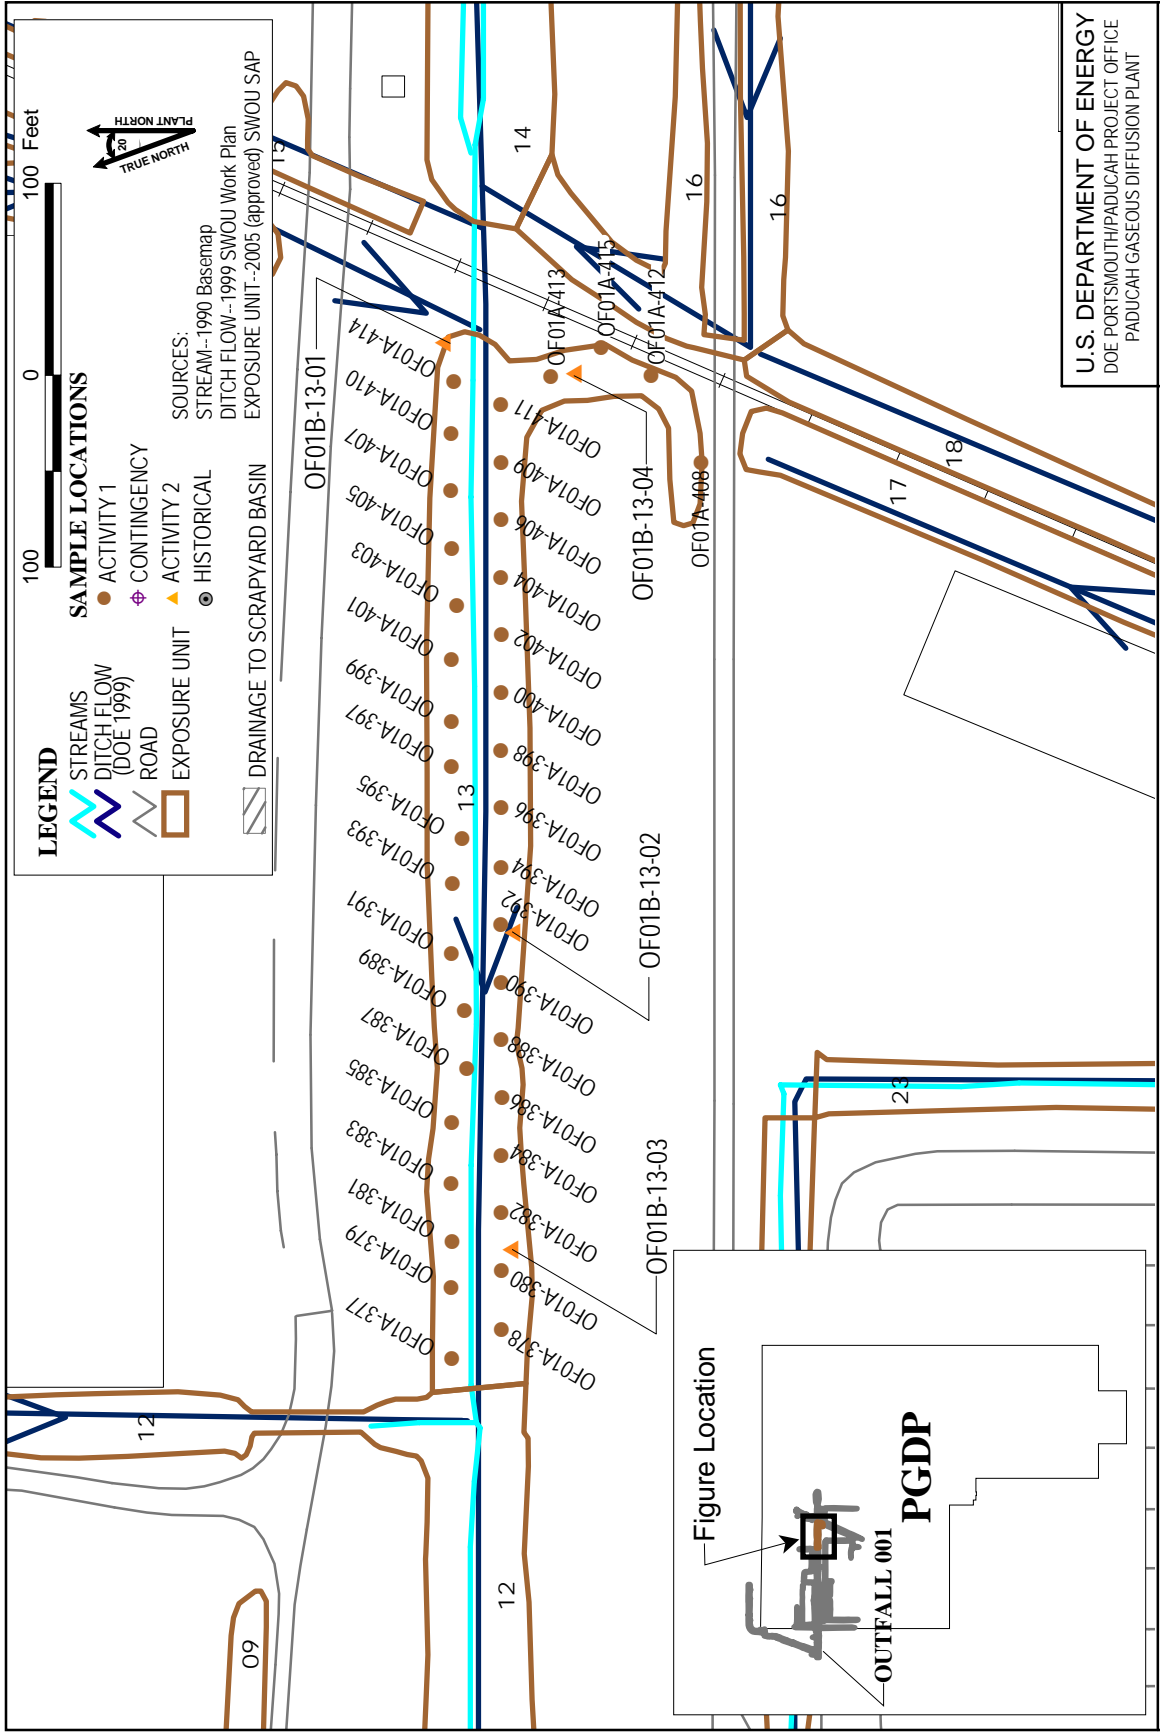 LEGEND
STREAMS
DITCH FLOW
(DOE 1999)
ROAD
EXPOSURE UNIT
DRAINAGE TO SCRAPYARD BASIN
100 0 100 Feet
SAMPLE LOCATIONS
ACTIVITY 1
CONTINGENCY
ACTIVITY 2
HISTORICAL
SOURCES:
STREAM--1990 Basemap
DITCH FLOW--1999 SWOU Work Plan
EXPOSURE UNIT--2005 (approved) SWOU SAP
20
TRUE NORTH
PLANT NORTH
OF01B-13-01
OF01A-377
OF01A-379
OF01A-381
OF01A-383
OF01A-385
OF01A-387
OF01A-389
OF01A-391
OF01A-393
OF01A-395
OF01A-397
OF01A-399
OF01A-401
OF01A-403
OF01A-405
OF01A-407
OF01A-410
OF01A-414
OF01A-378
OF01A-380
OF01A-382
OF01A-384
OF01A-386
OF01A-388
OF01A-390
OF01A-392
OF01A-394
OF01A-396
OF01A-398
OF01A-400
OF01A-402
OF01A-404
OF01A-406
OF01A-409
OF01A-411
OF01A-413
OF01A-415
OF01A-412
OF01A-408
OF01B-13-03
OF01B-13-02
OF01B-13-04
09
12
12
13
14
15
16
16
17
18
23
Figure Location
PGDP
OUTFALL 001
U.S. DEPARTMENT OF ENERGY
DOE PORTSMOUTH/PADUCAH PROJECT OFFICE
PADUCAH GASEOUS DIFFUSION PLANT